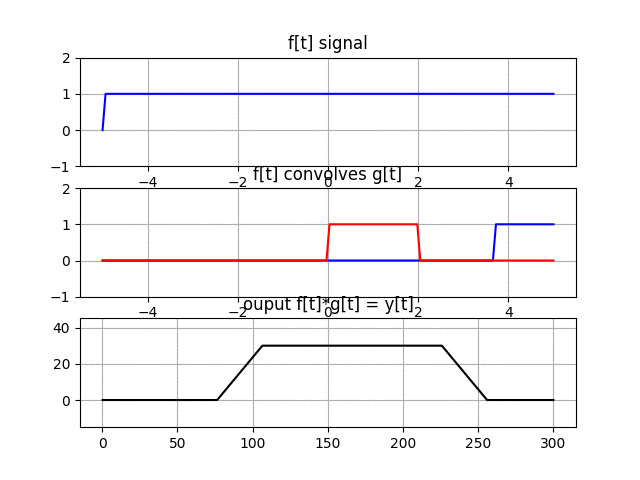 f[t] signal
2
1
0
−1
−4 −2 0 2 4
f[t] convolves g[t]
2
1
0
−1
−4 −2 0 2 4
ouput f[t]*g[t] = y[t]
40
20
0
0 50 100 150 200 250 300